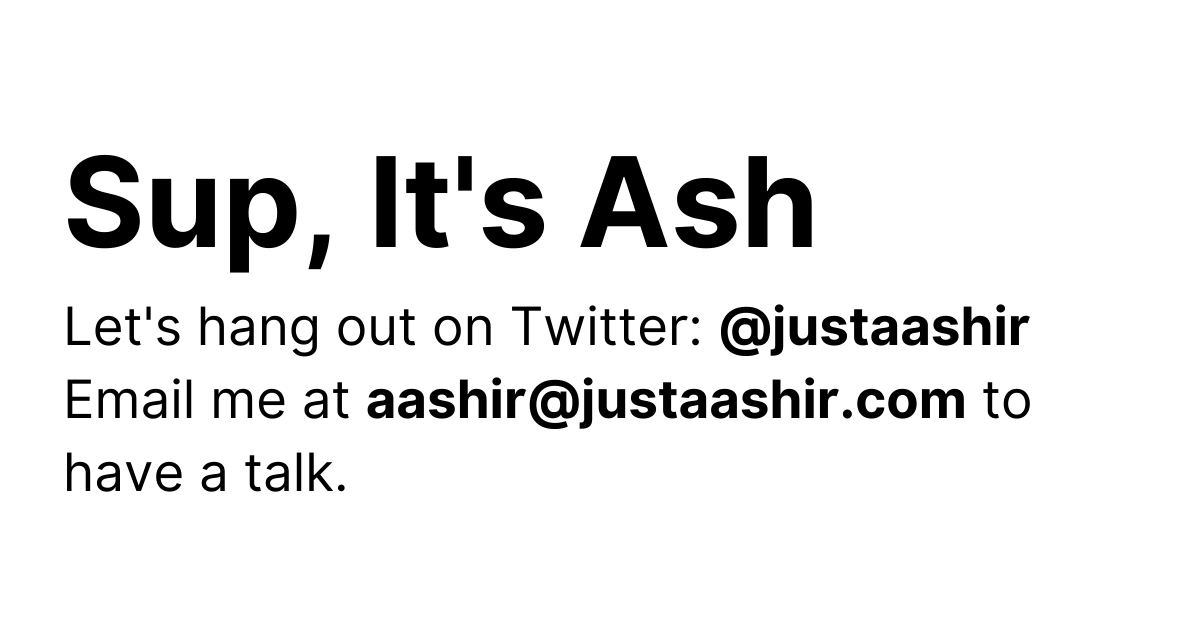 Sup, It's Ash
Let's hang out on Twitter: @justaashir
Email me at aashir@justaashir.com to
have a talk.